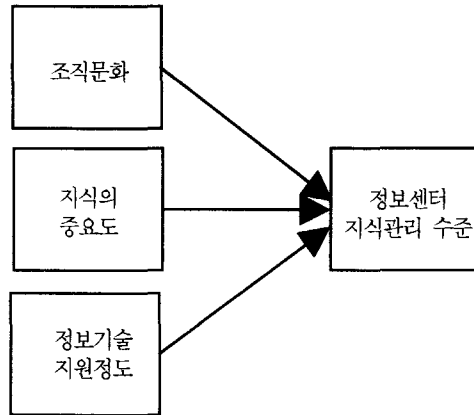 조직문화
지식의
중요도
정보센터
지식관리 수준
정보기술
지원정도